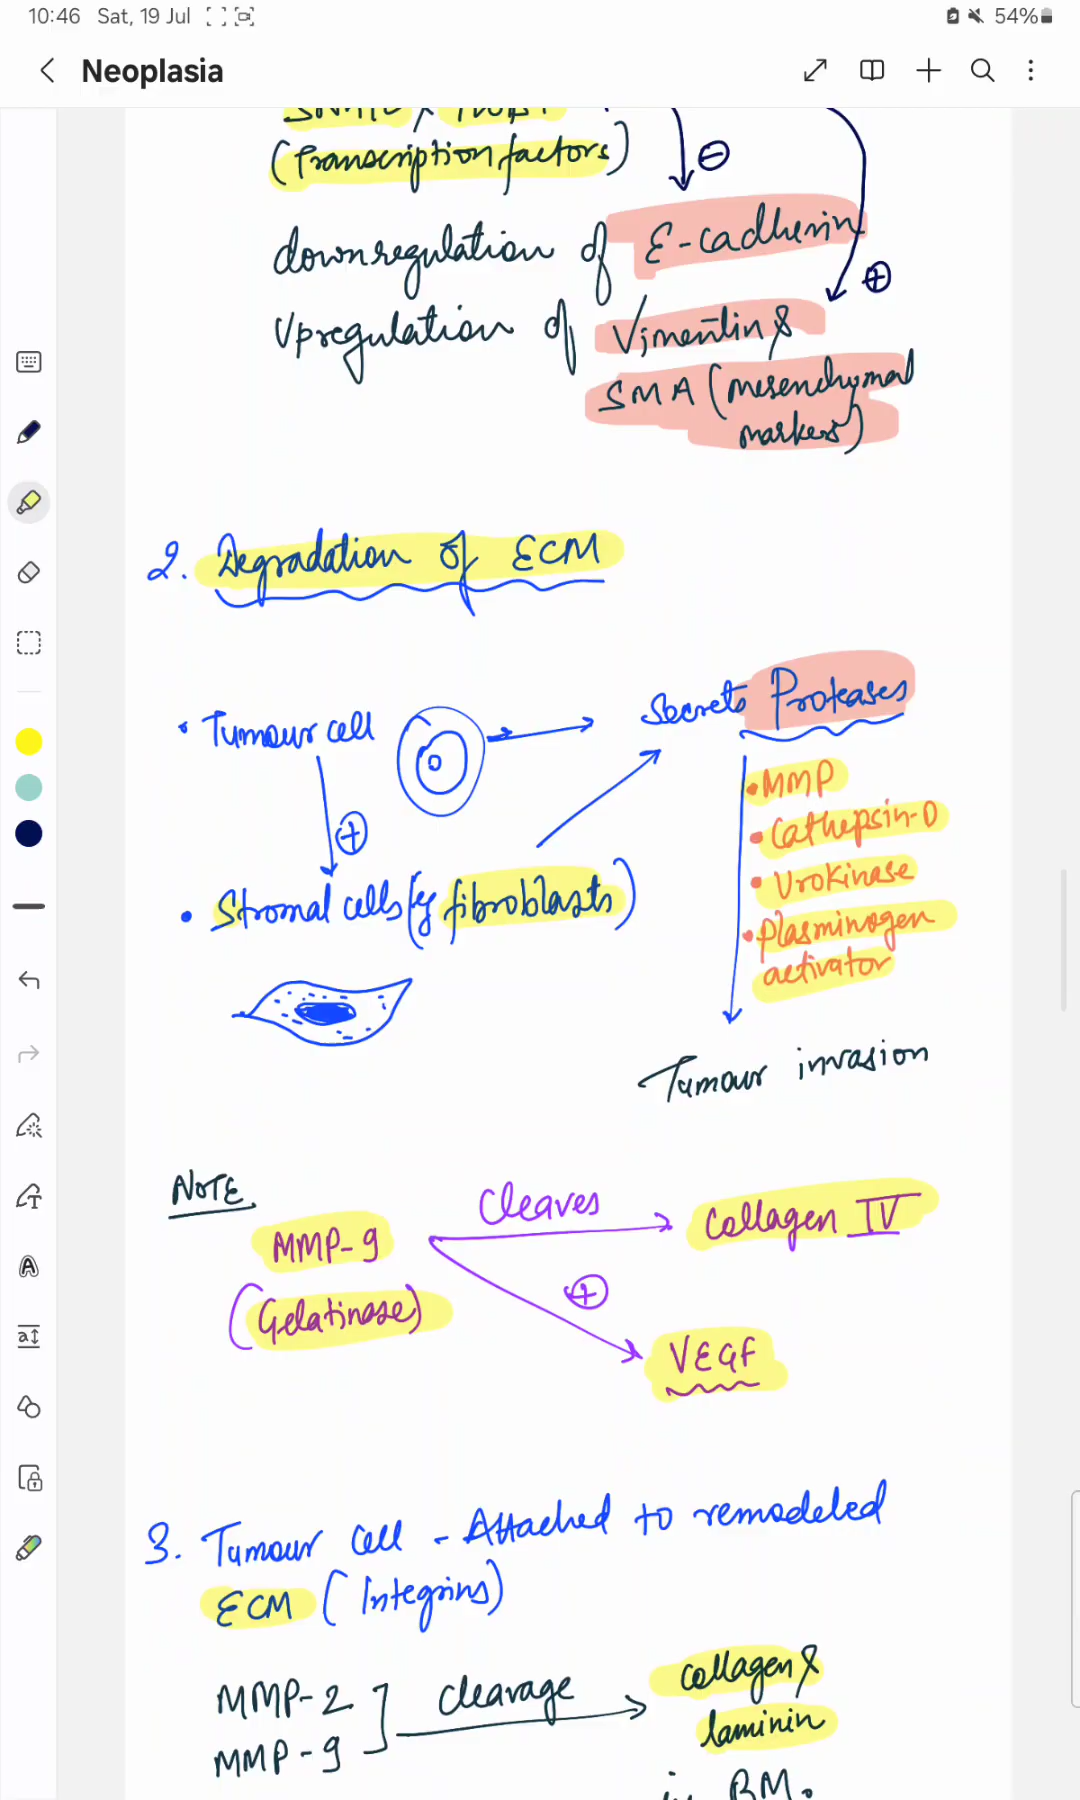 10:46 Sat, 19 Jul 54%
Neoplasia
(Transcription factors)
⊖
downregulation of E-cadherin
⊕
Upregulation of Vimentin &
SMA (mesenchymal
markers)
2. Degradation of ECM
• Tumour cell
Secrets Proteases
⊕
• MMP
• Cathepsin-D
• Urokinase
• Plasminogen
activator
• Stromal cells (eg fibroblasts)
Tumour invasion
NOTE
MMP-9
Cleaves
Collagen IV
(Gelatinase)
⊕
VEGF
3. Tumour cell - Attached to remodeled
ECM (Integrins)
MMP-2
MMP-9
cleavage
collagen &
laminin
in BM.